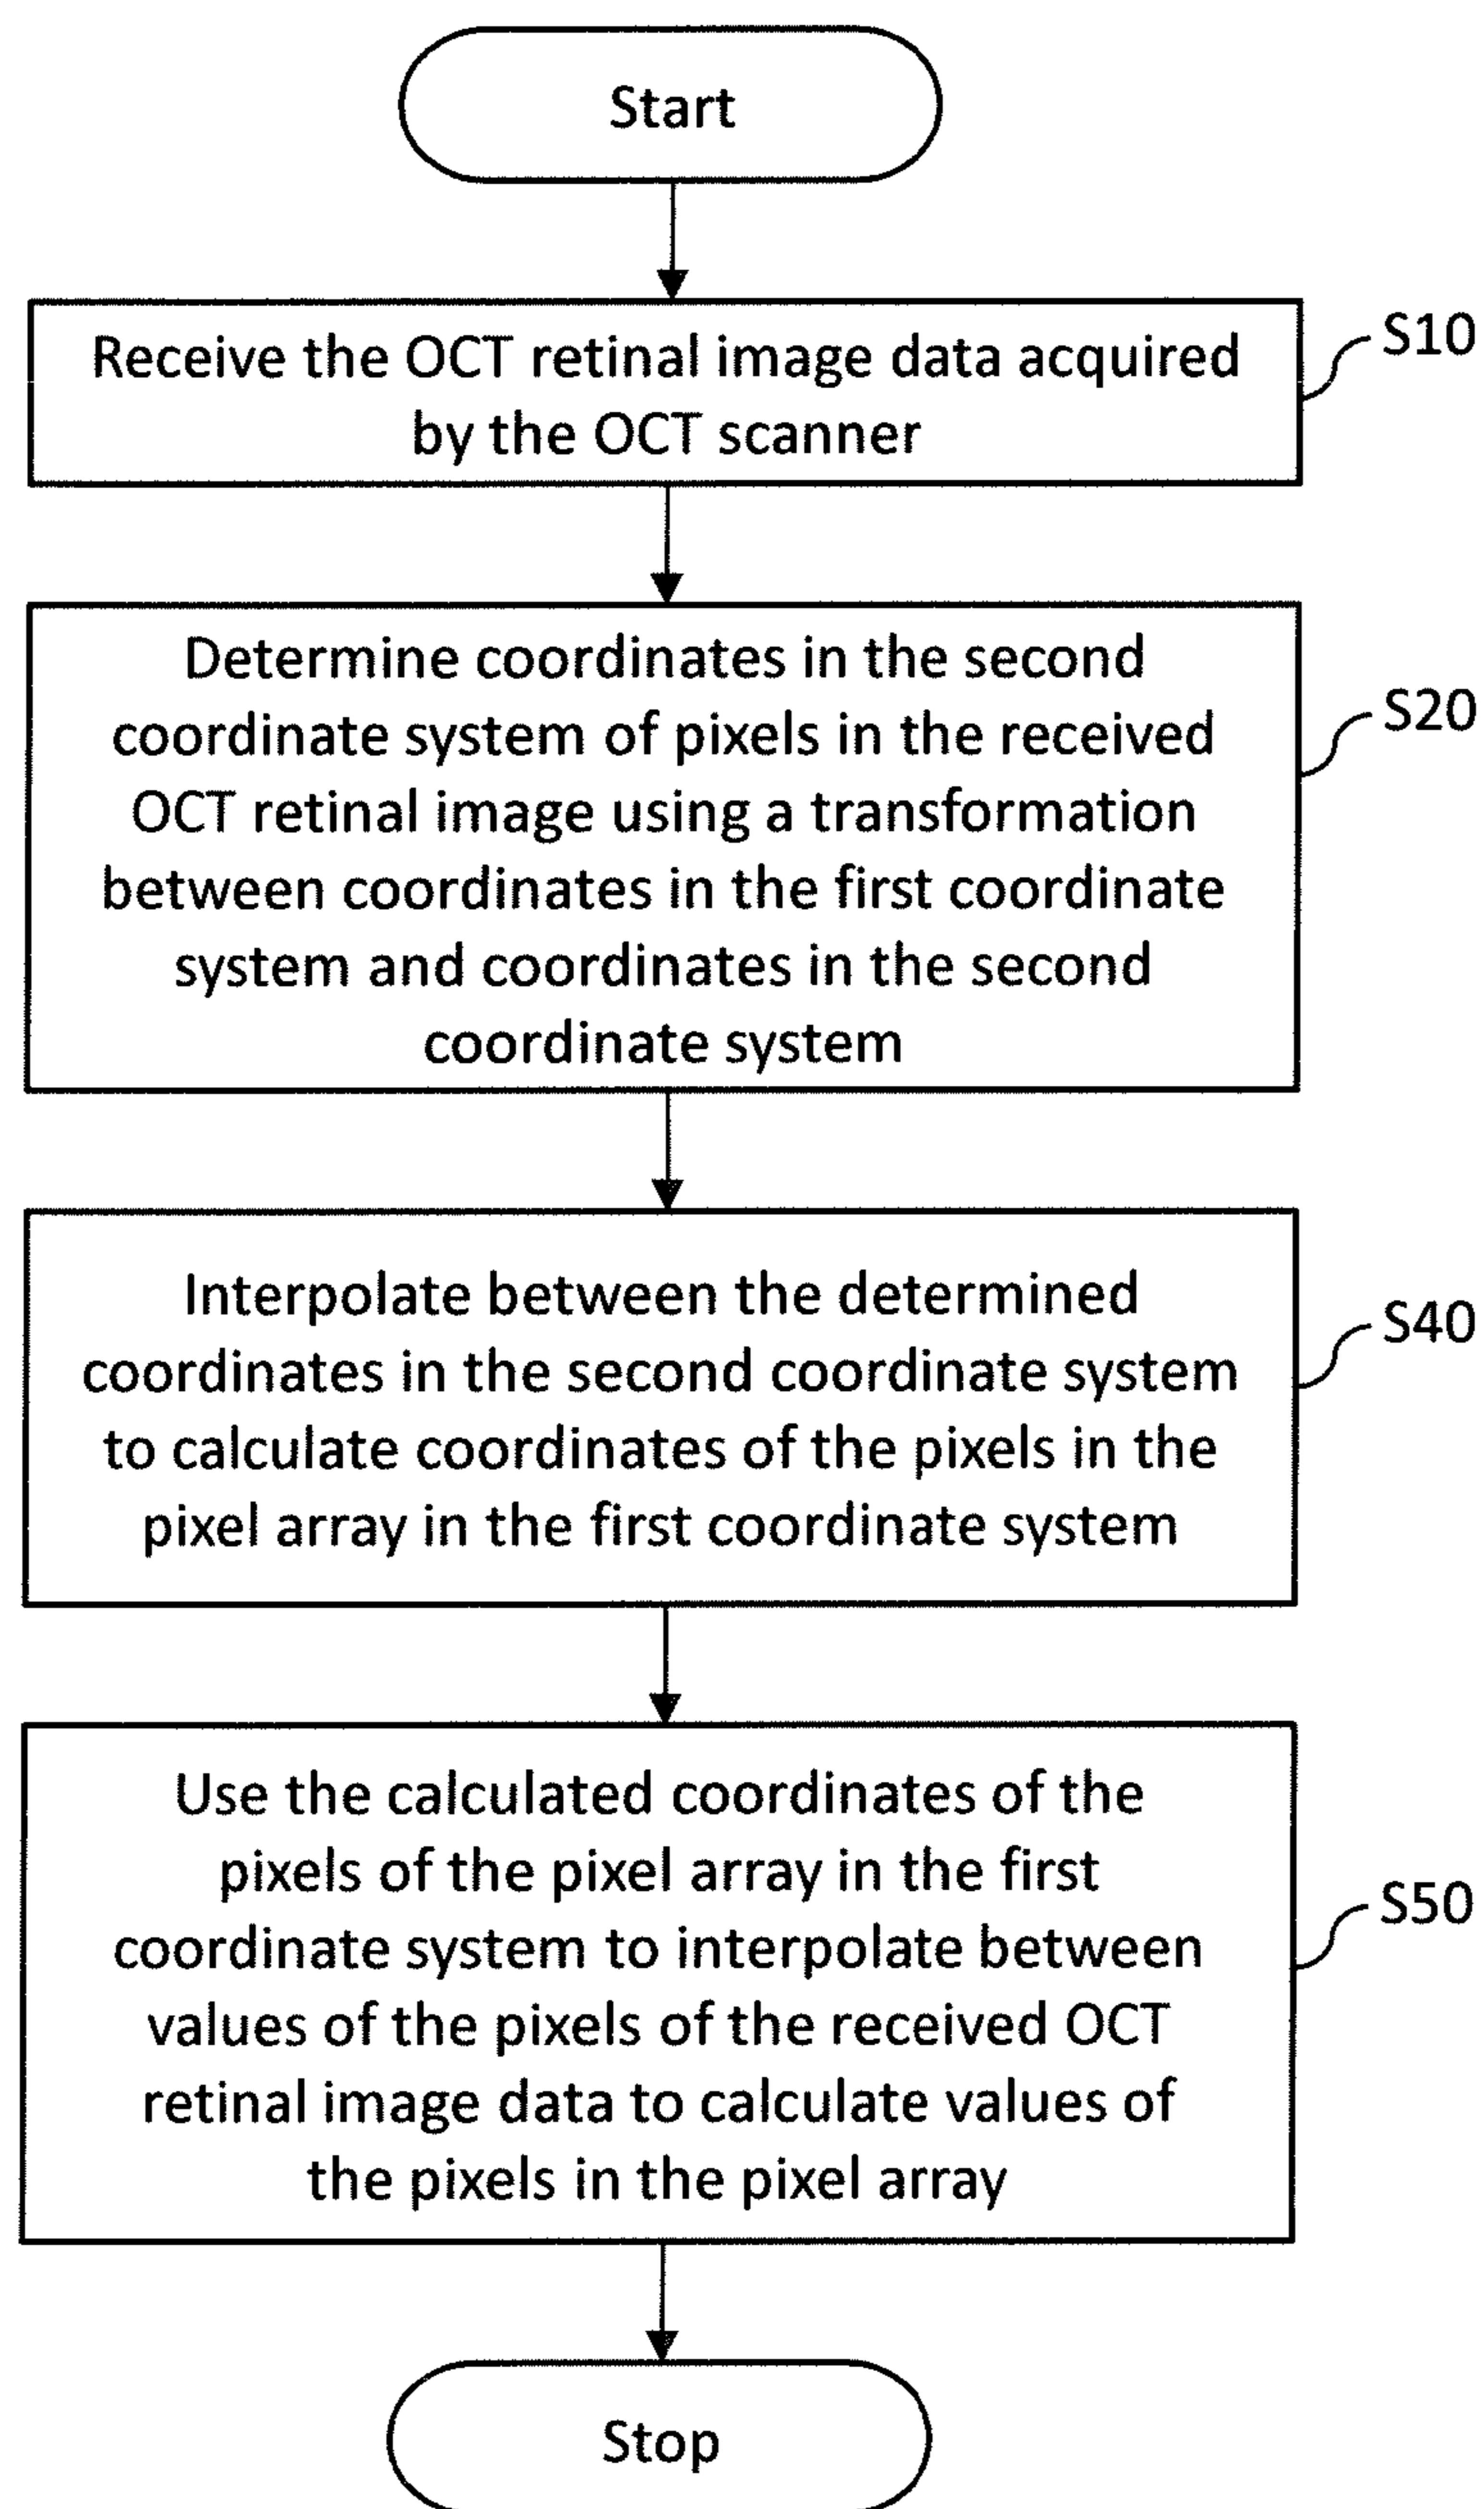 Start
Receive the OCT retinal image data acquired
by the OCT scanner
S10
Determine coordinates in the second
coordinate system of pixels in the received
OCT retinal image using a transformation
between coordinates in the first coordinate
system and coordinates in the second
coordinate system
S20
Interpolate between the determined
coordinates in the second coordinate system
to calculate coordinates of the pixels in the
pixel array in the first coordinate system
S40
Use the calculated coordinates of the
pixels of the pixel array in the first
coordinate system to interpolate between
values of the pixels of the received OCT
retinal image data to calculate values of
the pixels in the pixel array
S50
Stop